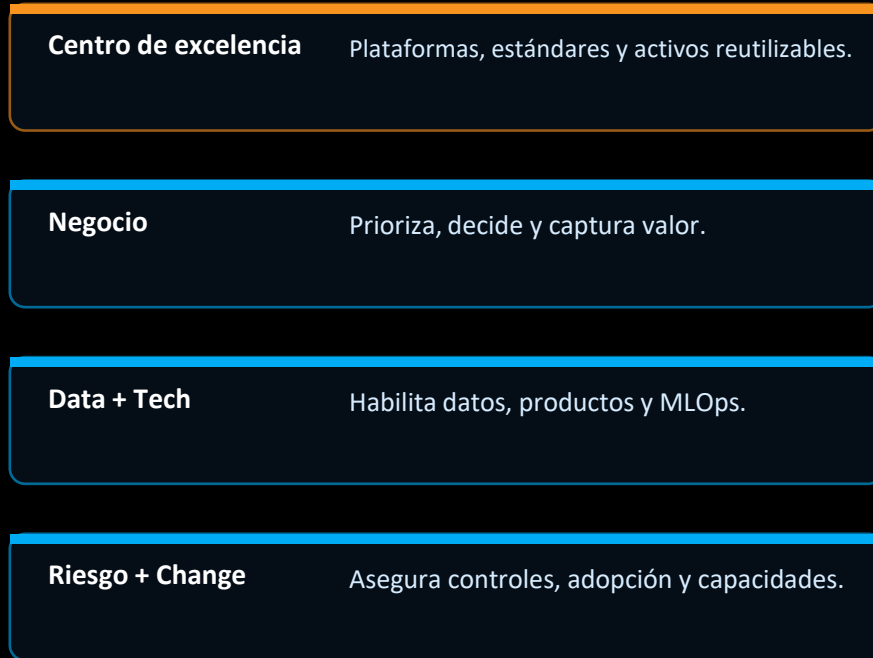 Centro de excelencia Plataformas, estándares y activos reutilizables.
Negocio Prioriza, decide y captura valor.
Data + Tech Habilita datos, productos y MLOps.
Riesgo + Change Asegura controles, adopción y capacidades.